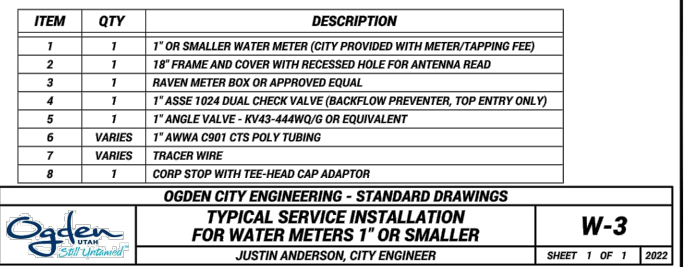 ITEM QTY DESCRIPTION
1 1 1" OR SMALLER WATER METER (CITY PROVIDED WITH METER/TAPPING FEE)
2 1 18" FRAME AND COVER WITH RECESSED HOLE FOR ANTENNA READ
3 1 RAVEN METER BOX OR APPROVED EQUAL
4 1 1" ASSE 1024 DUAL CHECK VALVE (BACKFLOW PREVENTER, TOP ENTRY ONLY)
5 1 1" ANGLE VALVE - KV43-444WQ/G OR EQUIVALENT
6 VARIES 1" AWWA C901 CTS POLY TUBING
7 VARIES TRACER WIRE
8 1 CORP STOP WITH TEE-HEAD CAP ADAPTOR
OGDEN CITY ENGINEERING - STANDARD DRAWINGS
Ogden
UTAH
Still Untamed
TYPICAL SERVICE INSTALLATION
FOR WATER METERS 1" OR SMALLER
JUSTIN ANDERSON, CITY ENGINEER
W-3
SHEET 1 OF 1 2022